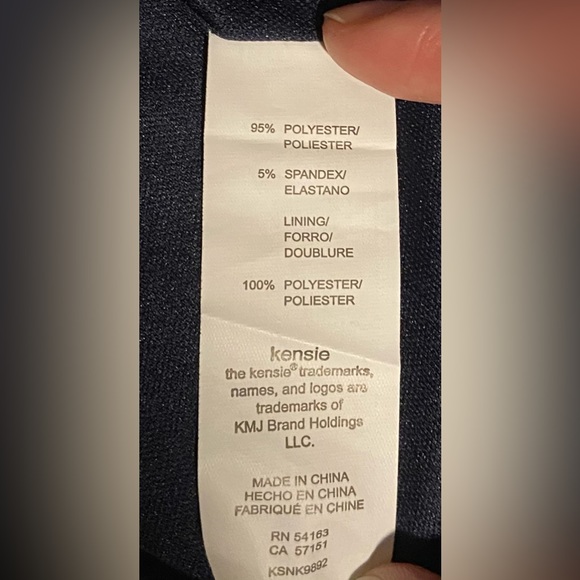 95% POLYESTER/
POLIESTER
5% SPANDEX/
ELASTANO
LINING/
FORRO/
DOUBLURE
100% POLYESTER/
POLIESTER
kensie
the kensie® trademarks,
names, and logos are
trademarks of
KMJ Brand Holdings
LLC.
MADE IN CHINA
HECHO EN CHINA
FABRIQUÉ EN CHINE
RN 54163
CA 57151
KSNK9892